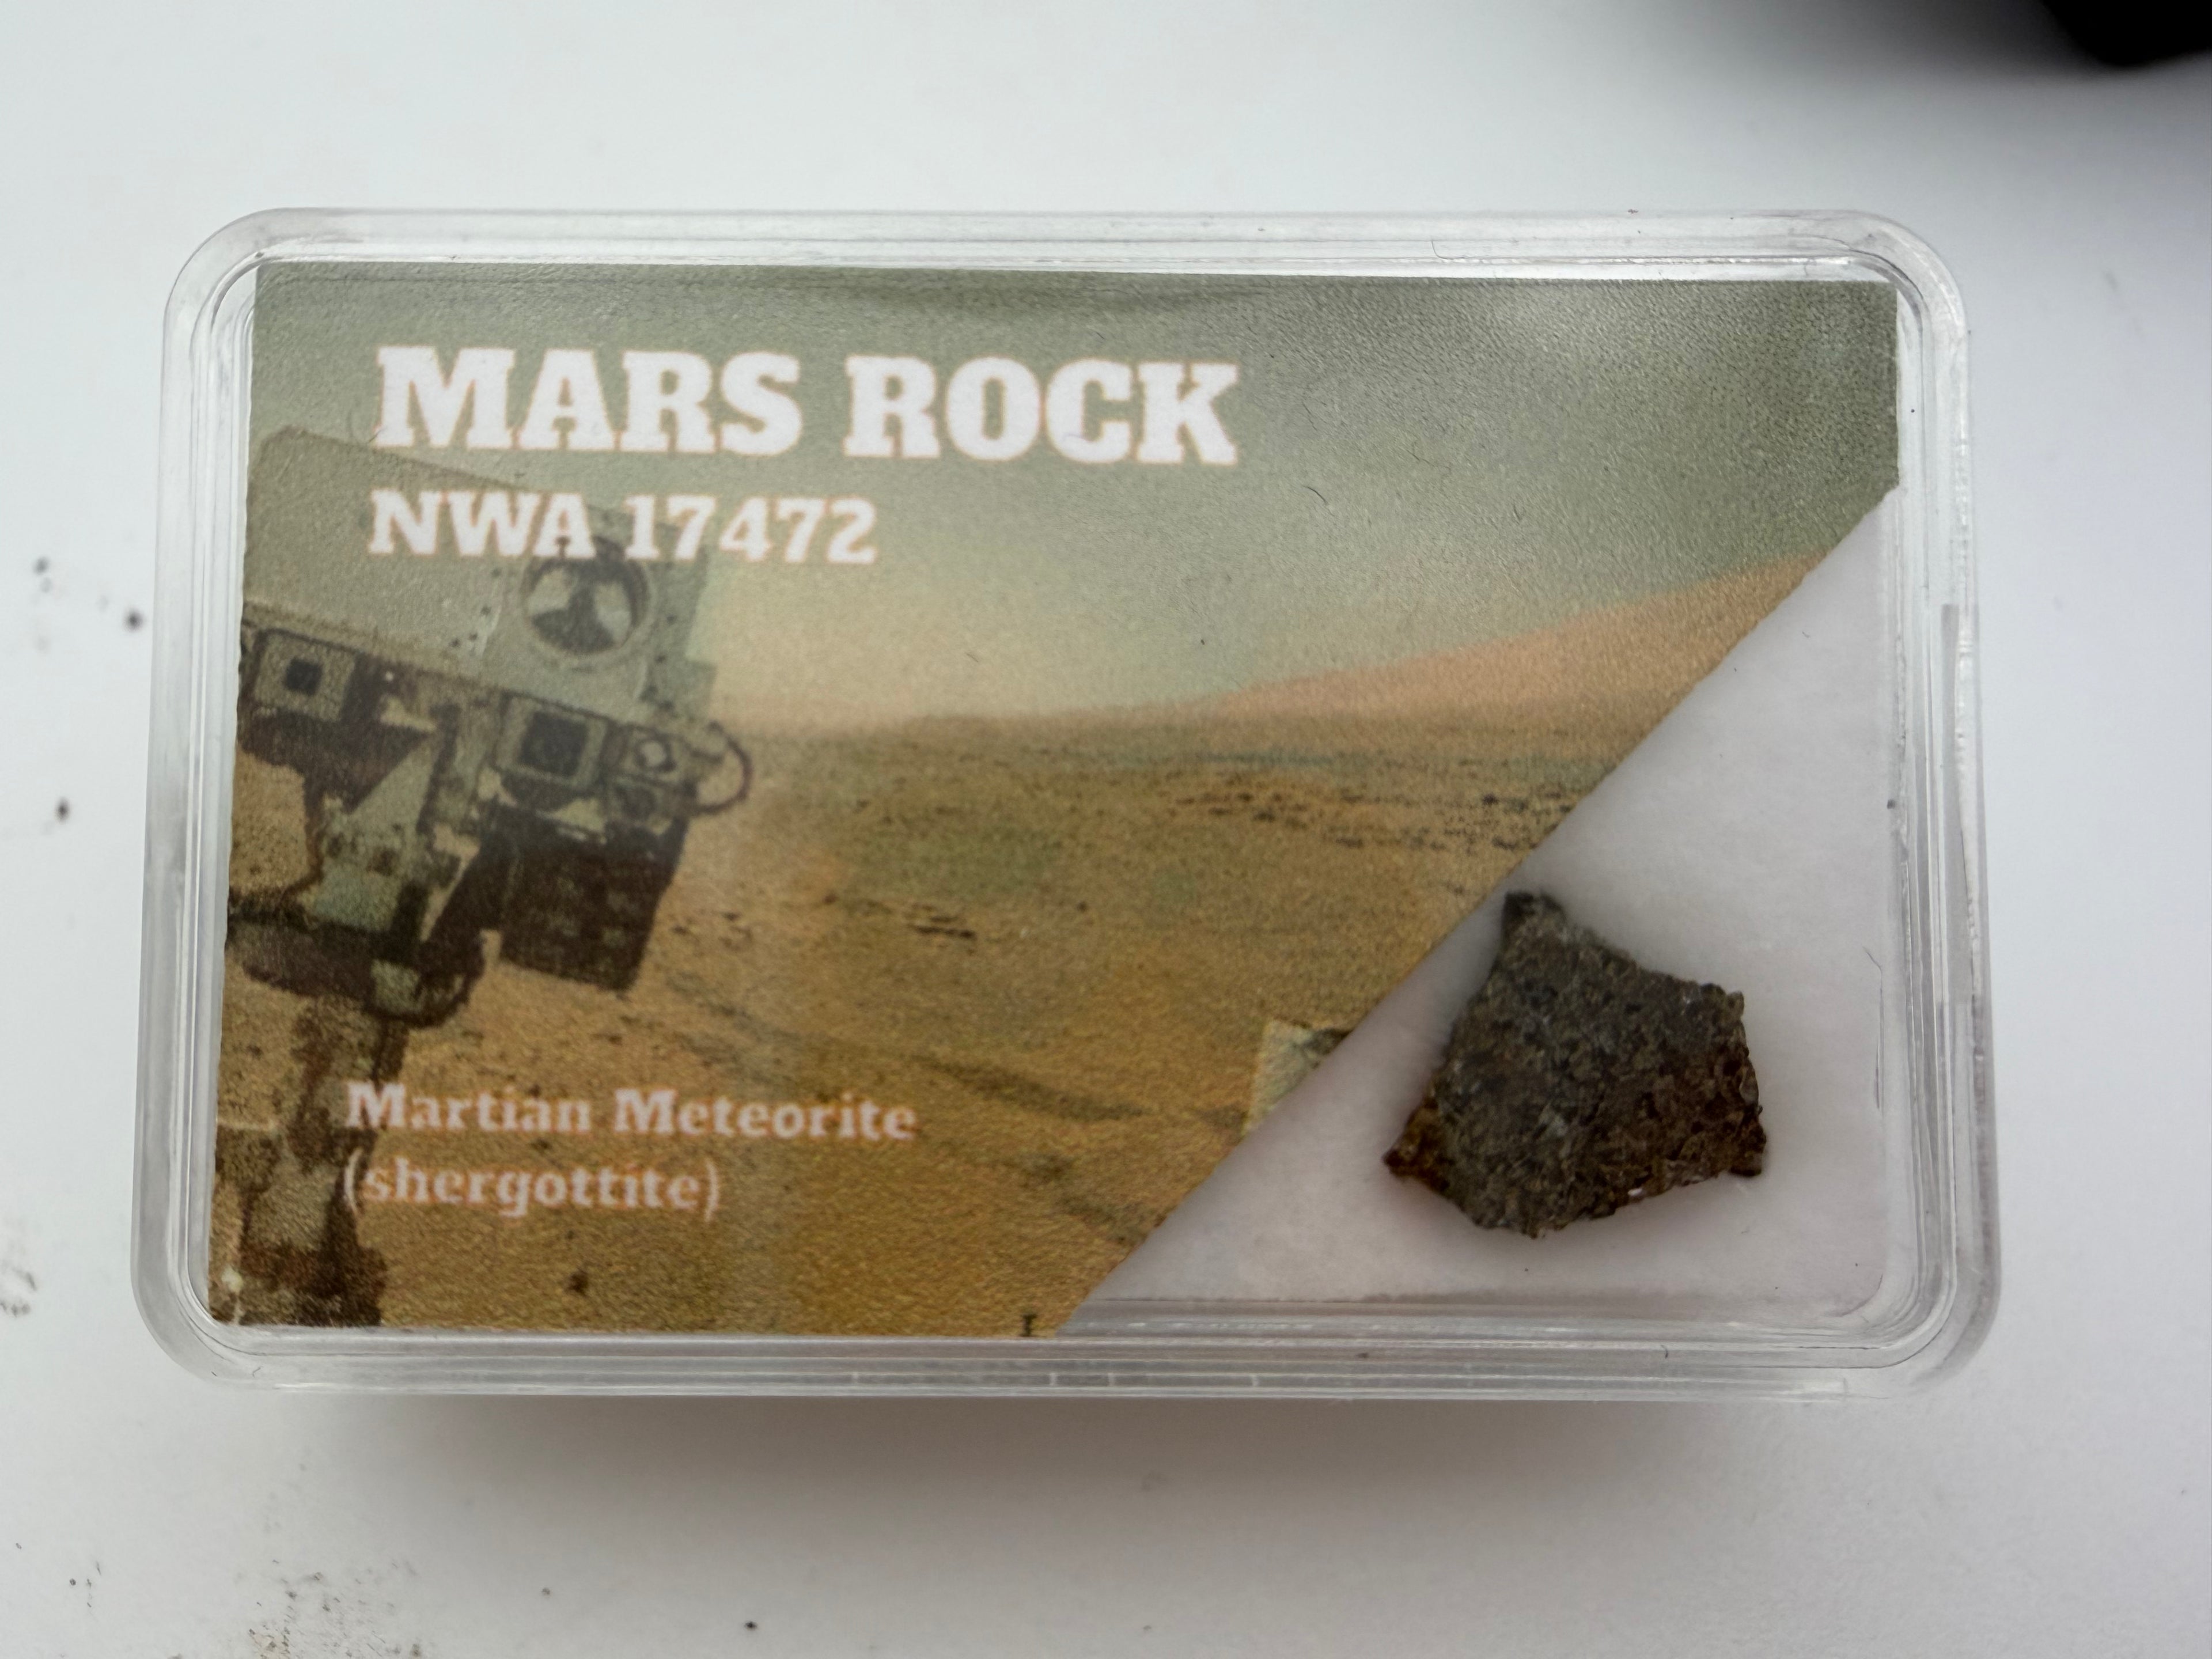 MARS ROCK
NWA 17472
Martian Meteorite
(shergottite)